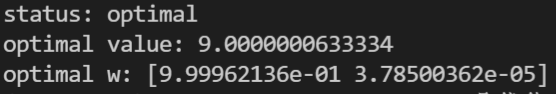 status: optimal
optimal value: 9.0000000633334
optimal w: [9.99962136e-01 3.78500362e-05]